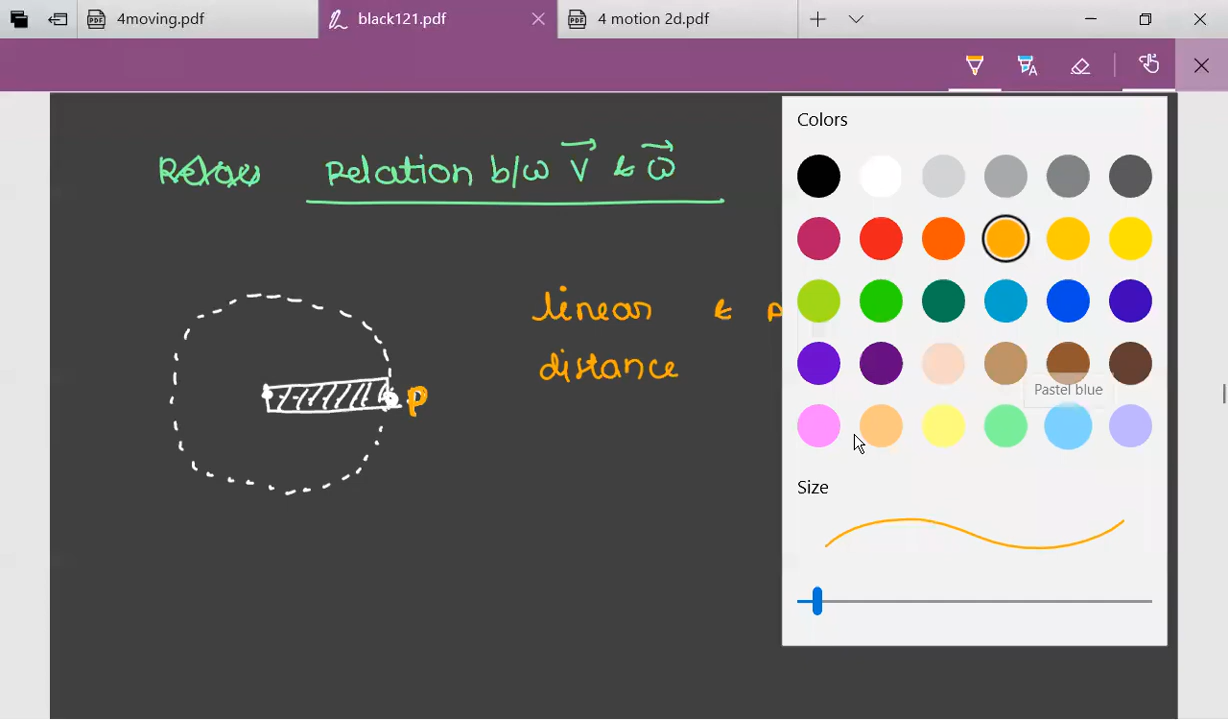 4moving.pdf
black121.pdf
4 motion 2d.pdf
Colors
Relation b/w v & ω
linear &
distance
P
Pastel blue
Size